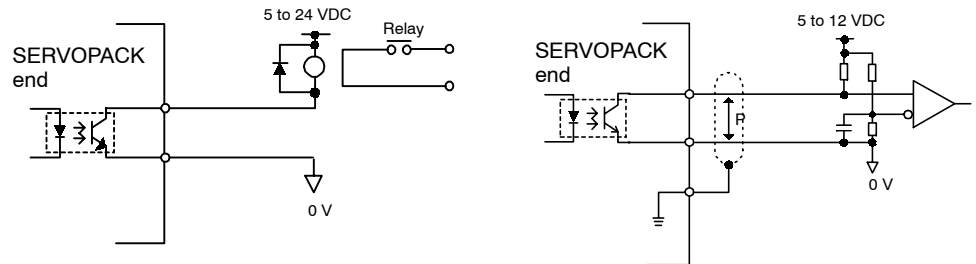 5 to 24 VDC
Relay
SERVOPACK
end
0 V
5 to 12 VDC
SERVOPACK
end
P
0 V